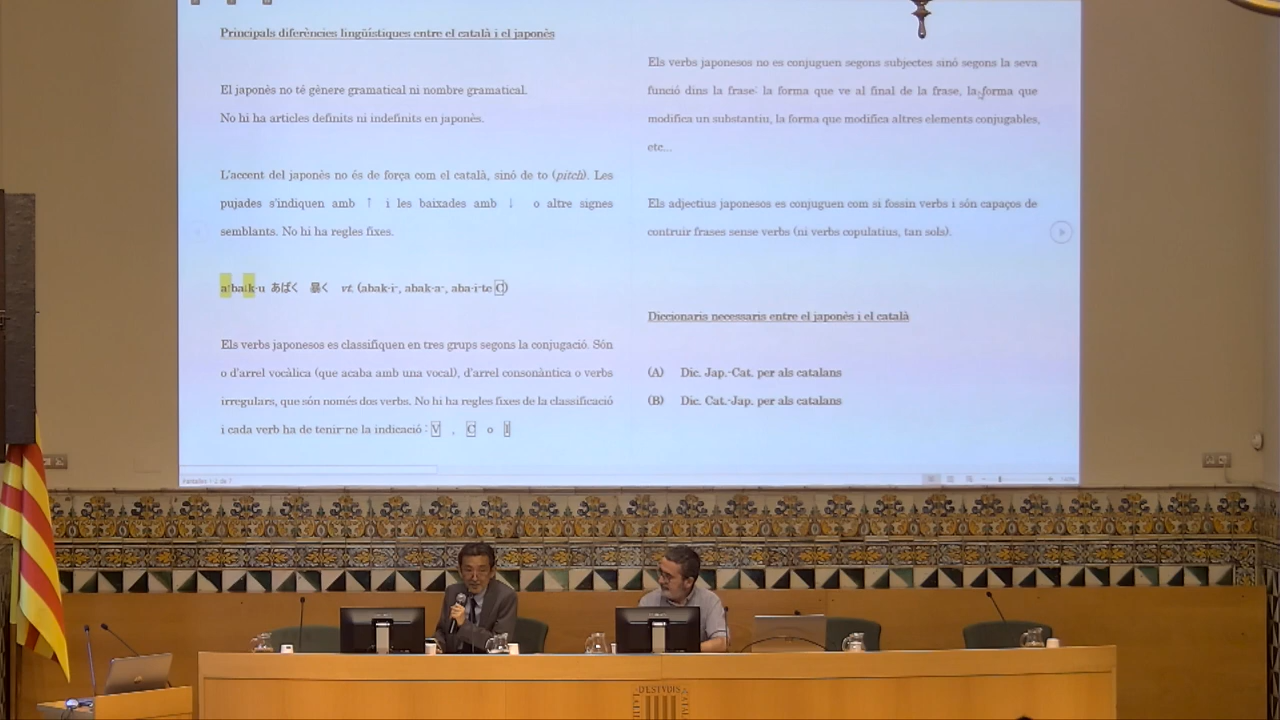 Principals diferències lingüístiques entre el català i el japonès
El japonès no té gènere gramatical ni nombre gramatical.
No hi ha articles definits ni indefinits en japonès.
L'accent del japonès no és de força com el català, sinó de to (pitch). Les
pujades s'indiquen amb ↑ i les baixades amb ↓ o altre signes
semblants. No hi ha regles fixes.
a↑ba↓k-u あばく 暴く vt. (abak-i-, abak-a-, aba-i-te C)
Els verbs japonesos es classifiquen en tres grups segons la conjugació. Són
o d'arrel vocàlica (que acaba amb una vocal), d'arrel consonàntica o verbs
irregulars, que són només dos verbs. No hi ha regles fixes de la classificació
i cada verb ha de tenir-ne la indicació : V , C o I
Els verbs japonesos no es conjuguen segons subjectes sinó segons la seva
funció dins la frase: la forma que ve al final de la frase, la forma que
modifica un substantiu, la forma que modifica altres elements conjugables,
etc...
Els adjectius japonesos es conjuguen com si fossin verbs i són capaços de
contruir frases sense verbs (ni verbs copulatius, tan sols).
Diccionaris necessaris entre el japonès i el català
(A) Dic. Jap.-Cat. per als catalans
(B) Dic. Cat.-Jap. per als catalans
D'ESTVDIS